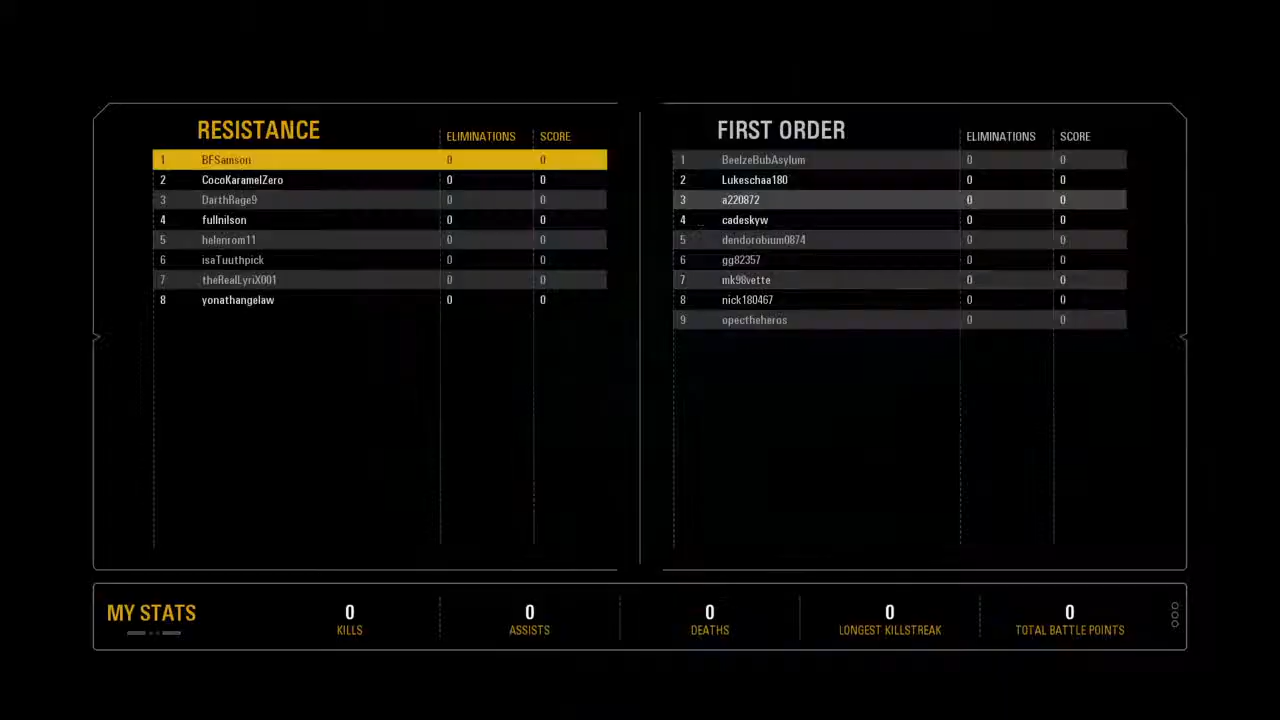 RESISTANCE ELIMINATIONS SCORE
1 BFSamson 0 0
2 CocoKaramelZero 0 0
3 DarthRage9 0 0
4 fullnilson 0 0
5 helenrom11 0 0
6 isaTuuthpick 0 0
7 theRealLyriX001 0 0
8 yonathangelaw 0 0
FIRST ORDER ELIMINATIONS SCORE
1 BeelzeBubAsylum 0 0
2 Lukeschaa180 0 0
3 a220872 0 0
4 cadeskyw 0 0
5 dendorobium0874 0 0
6 gg82357 0 0
7 mk98vette 0 0
8 nick180467 0 0
9 opectheheros 0 0
MY STATS
0 0 0 0 0
KILLS ASSISTS DEATHS LONGEST KILLSTREAK TOTAL BATTLE POINTS